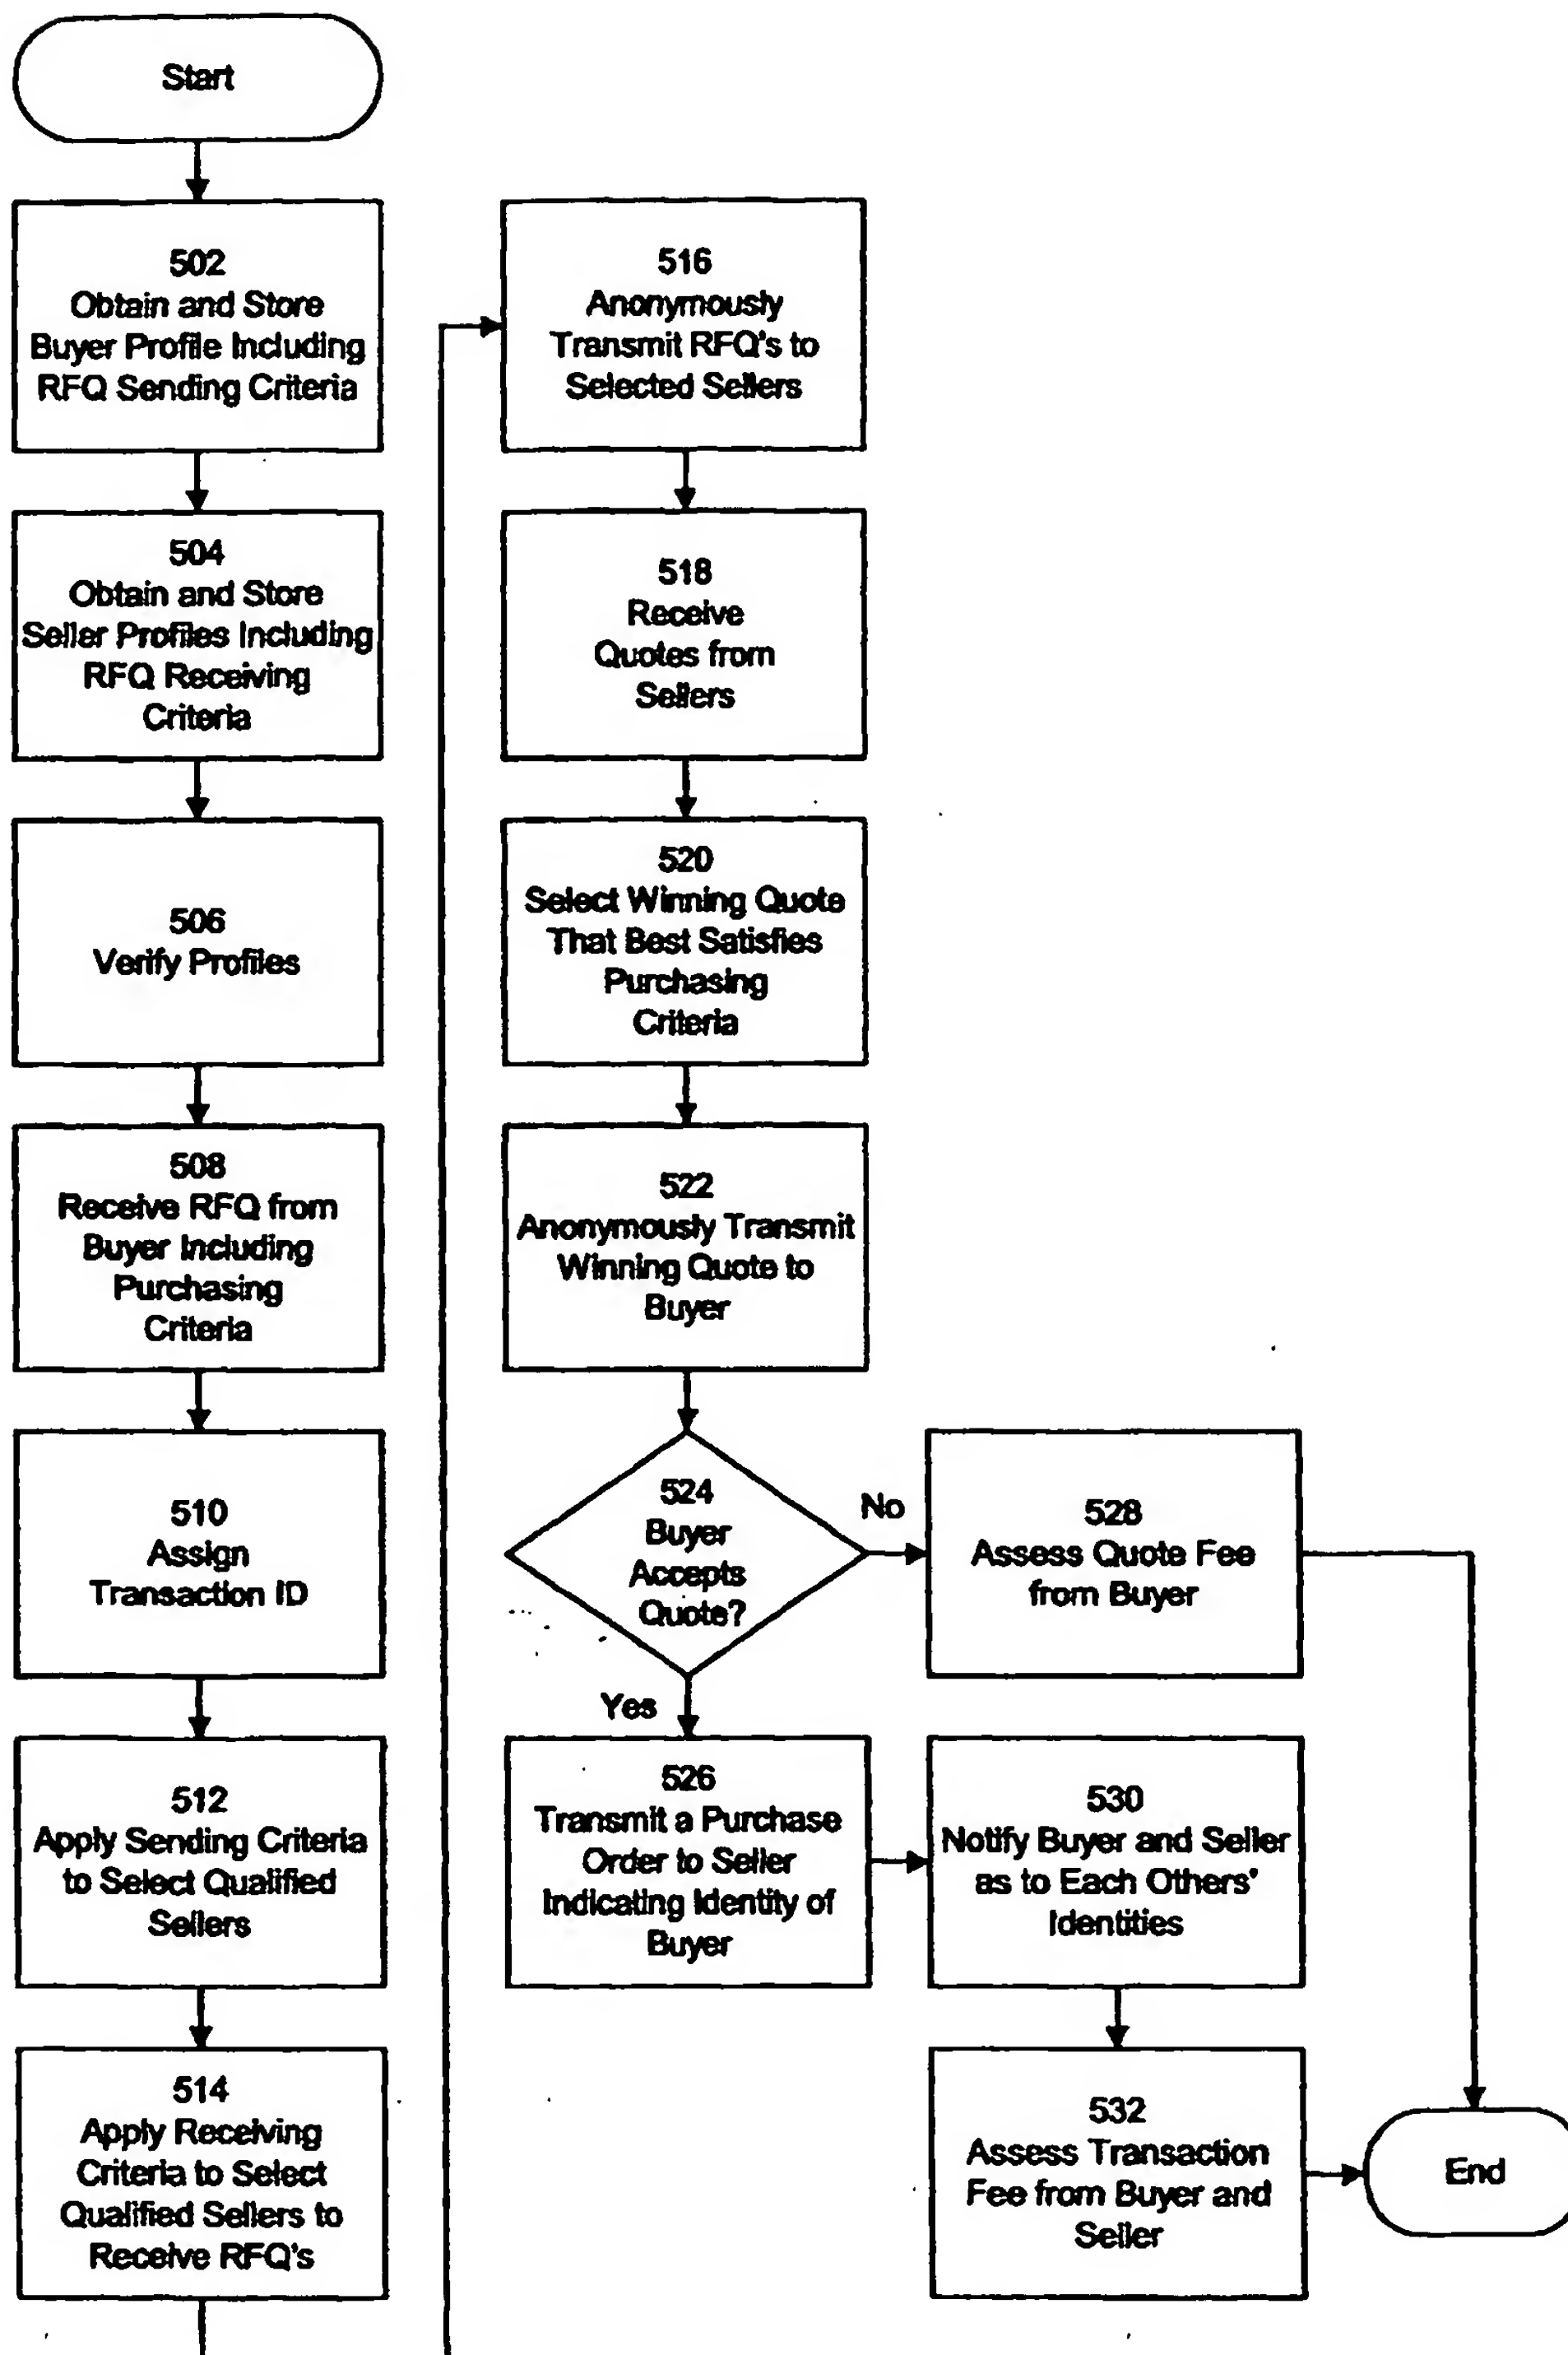 Start
502
Obtain and Store
Buyer Profile Including
RFQ Sending Criteria
504
Obtain and Store
Seller Profiles Including
RFQ Receiving
Criteria
506
Verify Profiles
508
Receive RFQ from
Buyer Including
Purchasing
Criteria
510
Assign
Transaction ID
512
Apply Sending Criteria
to Select Qualified
Sellers
514
Apply Receiving
Criteria to Select
Qualified Sellers to
Receive RFQ's
516
Anonymously
Transmit RFQ's to
Selected Sellers
518
Receive
Quotes from
Sellers
520
Select Winning Quote
That Best Satisfies
Purchasing
Criteria
522
Anonymously Transmit
Winning Quote to
Buyer
524
Buyer
Accepts
Quote?
No
528
Assess Quote Fee
from Buyer
Yes
526
Transmit a Purchase
Order to Seller
Indicating Identity of
Buyer
530
Notify Buyer and Seller
as to Each Others'
Identities
532
Assess Transaction
Fee from Buyer and
Seller
End